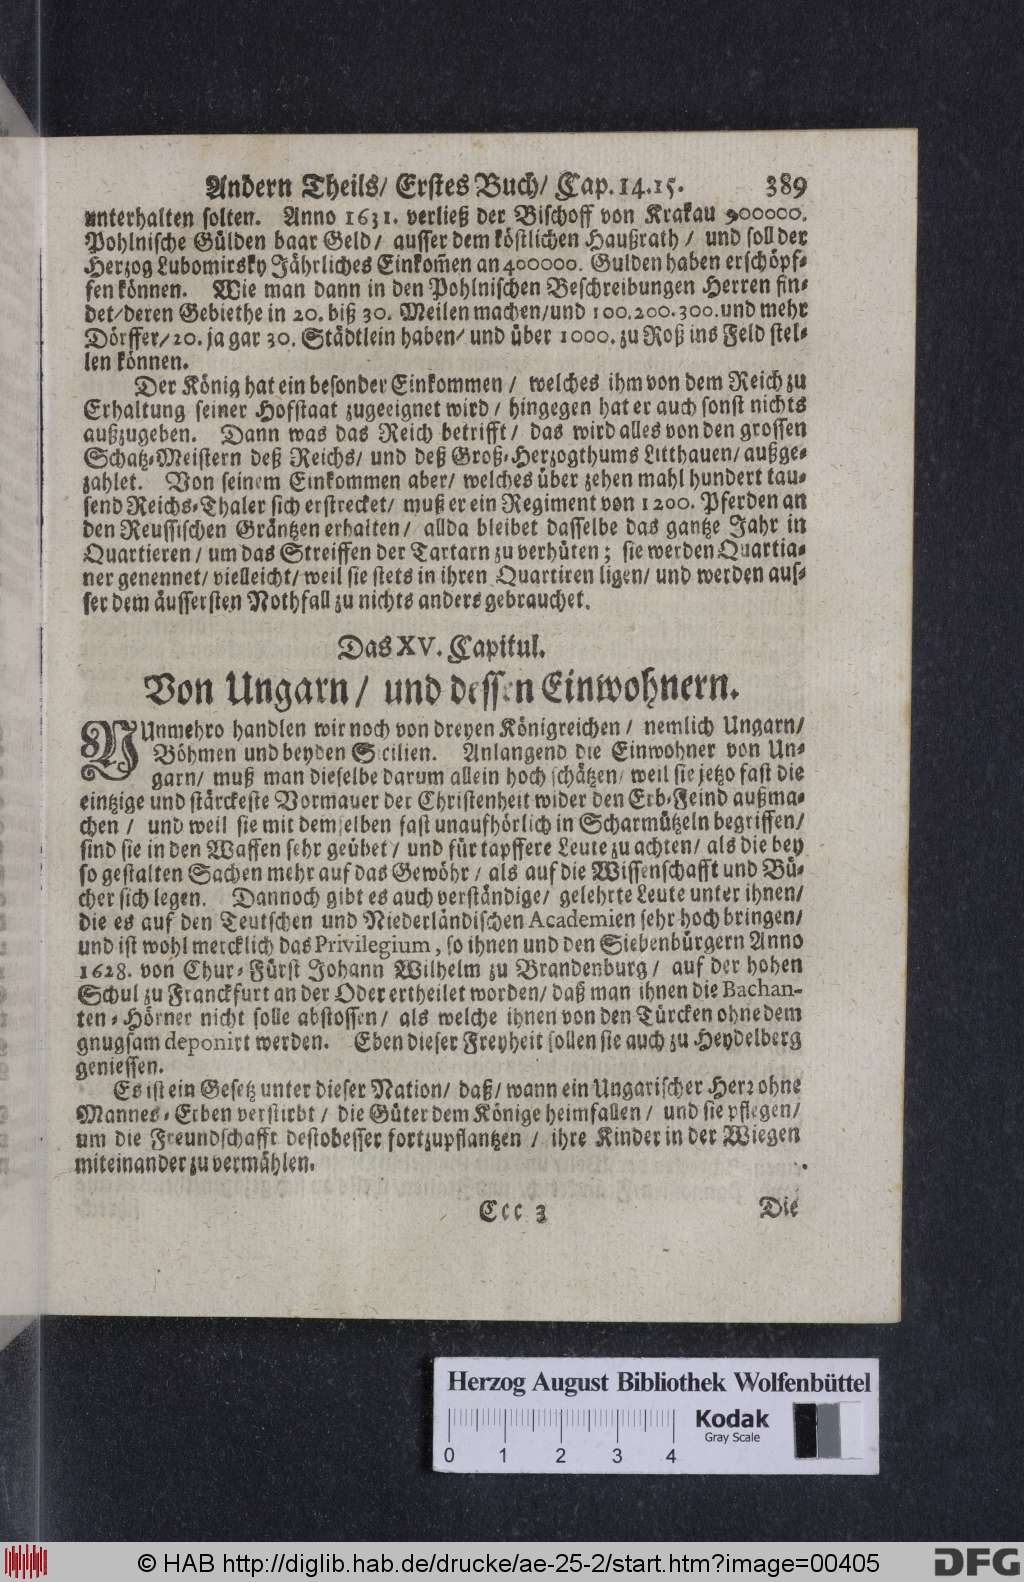 Andern Theils/ Erstes Buch/ Cap. 14.15. 389
unterhalten solten. Anno 1631. verließ der Bischoff von Krakau 900000.
Pohlnische Gülden baar Geld/ ausser dem köstlichen Haußrath/ und soll der
Herzog Lubomirsky Jährliches Einkom̃en an 400000. Gulden haben erschöpf-
fen können. Wie man dann in den Pohlnischen Beschreibungen Herren fin-
det/deren Gebiethe in 20. biß 30. Meilen machen/und 100.200.300.und mehr
Dörffer/20. ja gar 30. Städtlein haben/ und über 1000. zu Roß ins Feld stel-
len können.
Der König hat ein besonder Einkommen/ welches ihm von dem Reich zu
Erhaltung seiner Hofstaat zugeeignet wird/ hingegen hat er auch sonst nichts
außzugeben. Dann was das Reich betrifft/ das wird alles von den grossen
Schatz-Meistern deß Reichs/ und deß Groß-Herzogthums Litthauen/ außge-
zahlet. Von seinem Einkommen aber/ welches über zehen mahl hundert tau-
send Reichs-Thaler sich erstrecket/ muß er ein Regiment von 1200. Pferden an
den Reussischen Gräntzen erhalten/ allda bleibet dasselbe das gantze Jahr in
Quartieren/ um das Streiffen der Tartarn zu verhüten; sie werden Quartia-
ner genennet/ vielleicht/ weil sie stets in ihren Quartiren ligen/ und werden aus-
ser dem äussersten Nothfall zu nichts anders gebrauchet.
Das XV. Capitul.
Von Ungarn/ und dessen Einwohnern.
NUnmehro handlen wir noch von dreyen Königreichen/ nemlich Ungarn/
Böhmen und beyden Sicilien. Anlangend die Einwohner von Un-
garn/ muß man dieselbe darum allein hoch schätzen/ weil sie jetzo fast die
eintzige und stärckeste Vormauer der Christenheit wider den Erb-Feind außma-
chen/ und weil sie mit demselben fast unaufhörlich in Scharmützeln begriffen/
sind sie in den Waffen sehr geübet/ und für tapffere Leute zu achten/ als die bey
so gestalten Sachen mehr auf das Gewöhr/ als auf die Wissenschafft und Bü-
cher sich legen. Dannoch gibt es auch verständige/ gelehrte Leute unter ihnen/
die es auf den Teutschen und Niederländischen Academien sehr hoch bringen/
und ist wohl mercklich das Privilegium, so ihnen und den Siebenbürgern Anno
1628. von Chur-Fürst Johann Wilhelm zu Brandenburg/ auf der hohen
Schul zu Franckfurt an der Oder ertheilet worden/ daß man ihnen die Bachan-
ten-Hörner nicht solle abstossen/ als welche ihnen von den Türcken ohne dem
gnugsam deponirt werden. Eben dieser Freyheit sollen sie auch zu Heydelberg
geniessen.
Es ist ein Gesetz unter dieser Nation/ daß/ wann ein Ungarischer Herr ohne
Mannes-Erben verstirbt/ die Güter dem Könige heimfallen/ und sie pflegen/
um die Freundschafft destobesser fortzupflantzen/ ihre Kinder in der Wiegen
miteinander zu vermählen.
Ccc 3 Die
Herzog August Bibliothek Wolfenbüttel
Kodak
Gray Scale
0 1 2 3 4
© HAB http://diglib.hab.de/drucke/ae-25-2/start.htm?image=00405
DFG